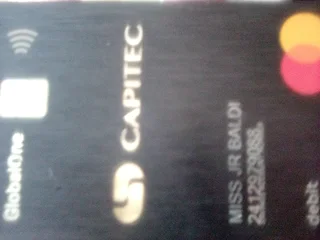 GlobalOne
CAPITEC
MISS JR BALDI
debit